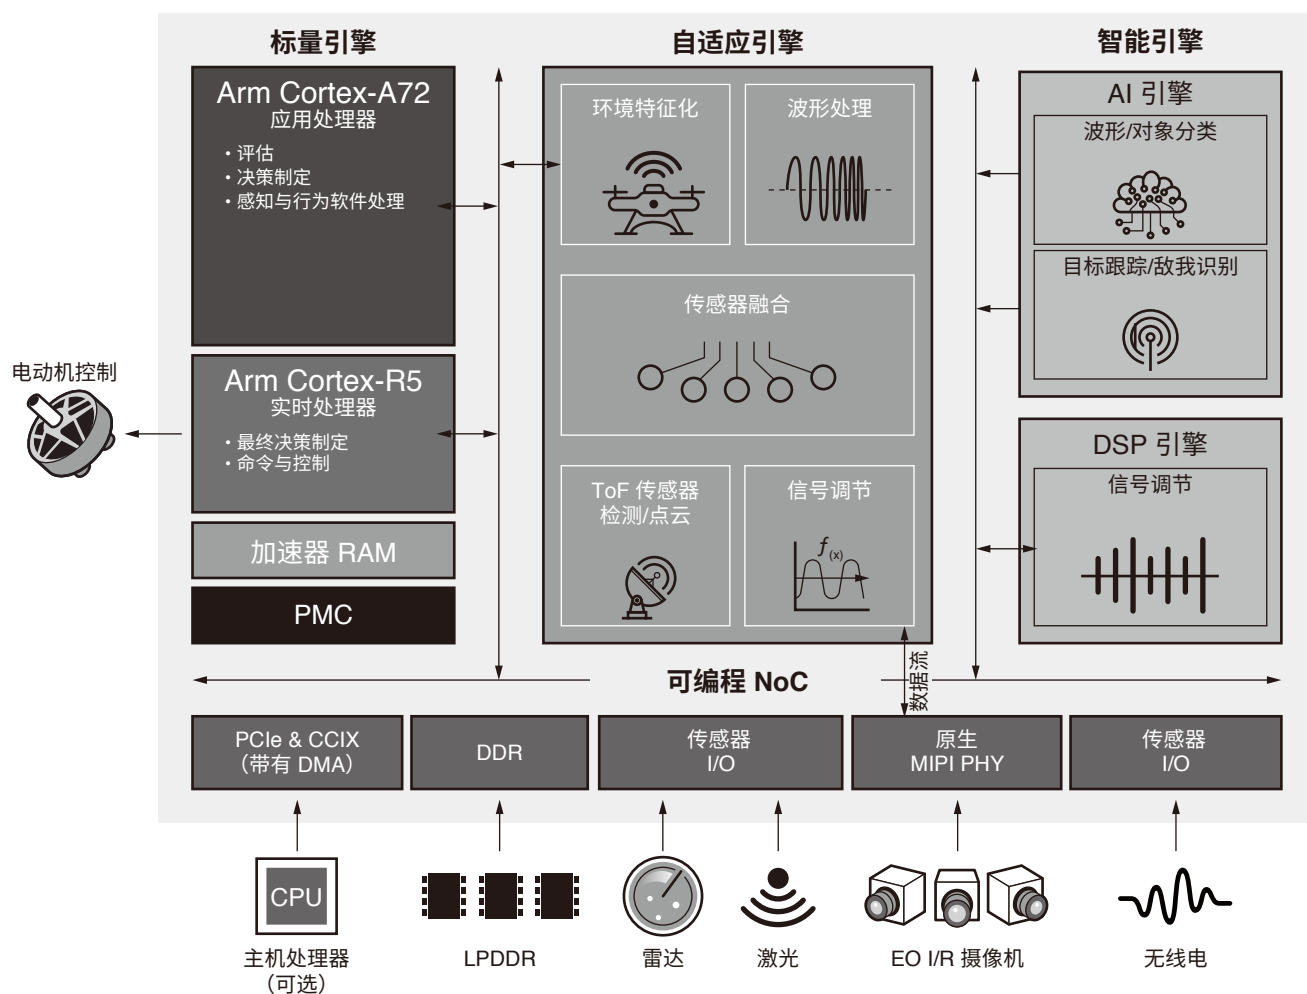 标量引擎
自适应引擎
智能引擎
Arm Cortex-A72
应用处理器
・评估
・决策制定
・感知与行为软件处理
Arm Cortex-R5
实时处理器
・最终决策制定
・命令与控制
加速器 RAM
PMC
电动机控制
环境特征化
波形处理
传感器融合
ToF 传感器
检测/点云
信号调节
f(x)
AI 引擎
波形/对象分类
目标跟踪/敌我识别
DSP 引擎
信号调节
可编程 NoC
数据流
PCIe & CCIX
（带有 DMA）
DDR
传感器
I/O
原生
MIPI PHY
传感器
I/O
CPU
主机处理器
（可选）
LPDDR
雷达
激光
EO I/R 摄像机
无线电